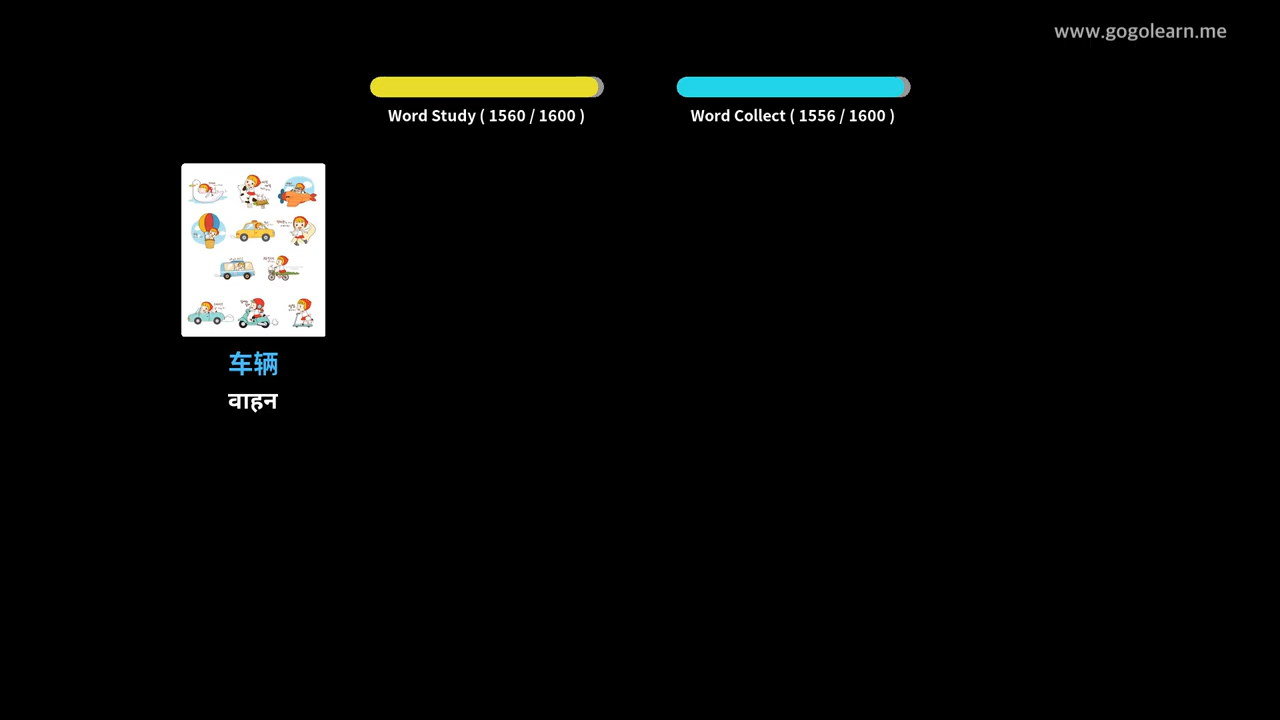 www.gogolearn.me
Word Study ( 1560 / 1600 )
Word Collect ( 1556 / 1600 )
车辆
वाहन